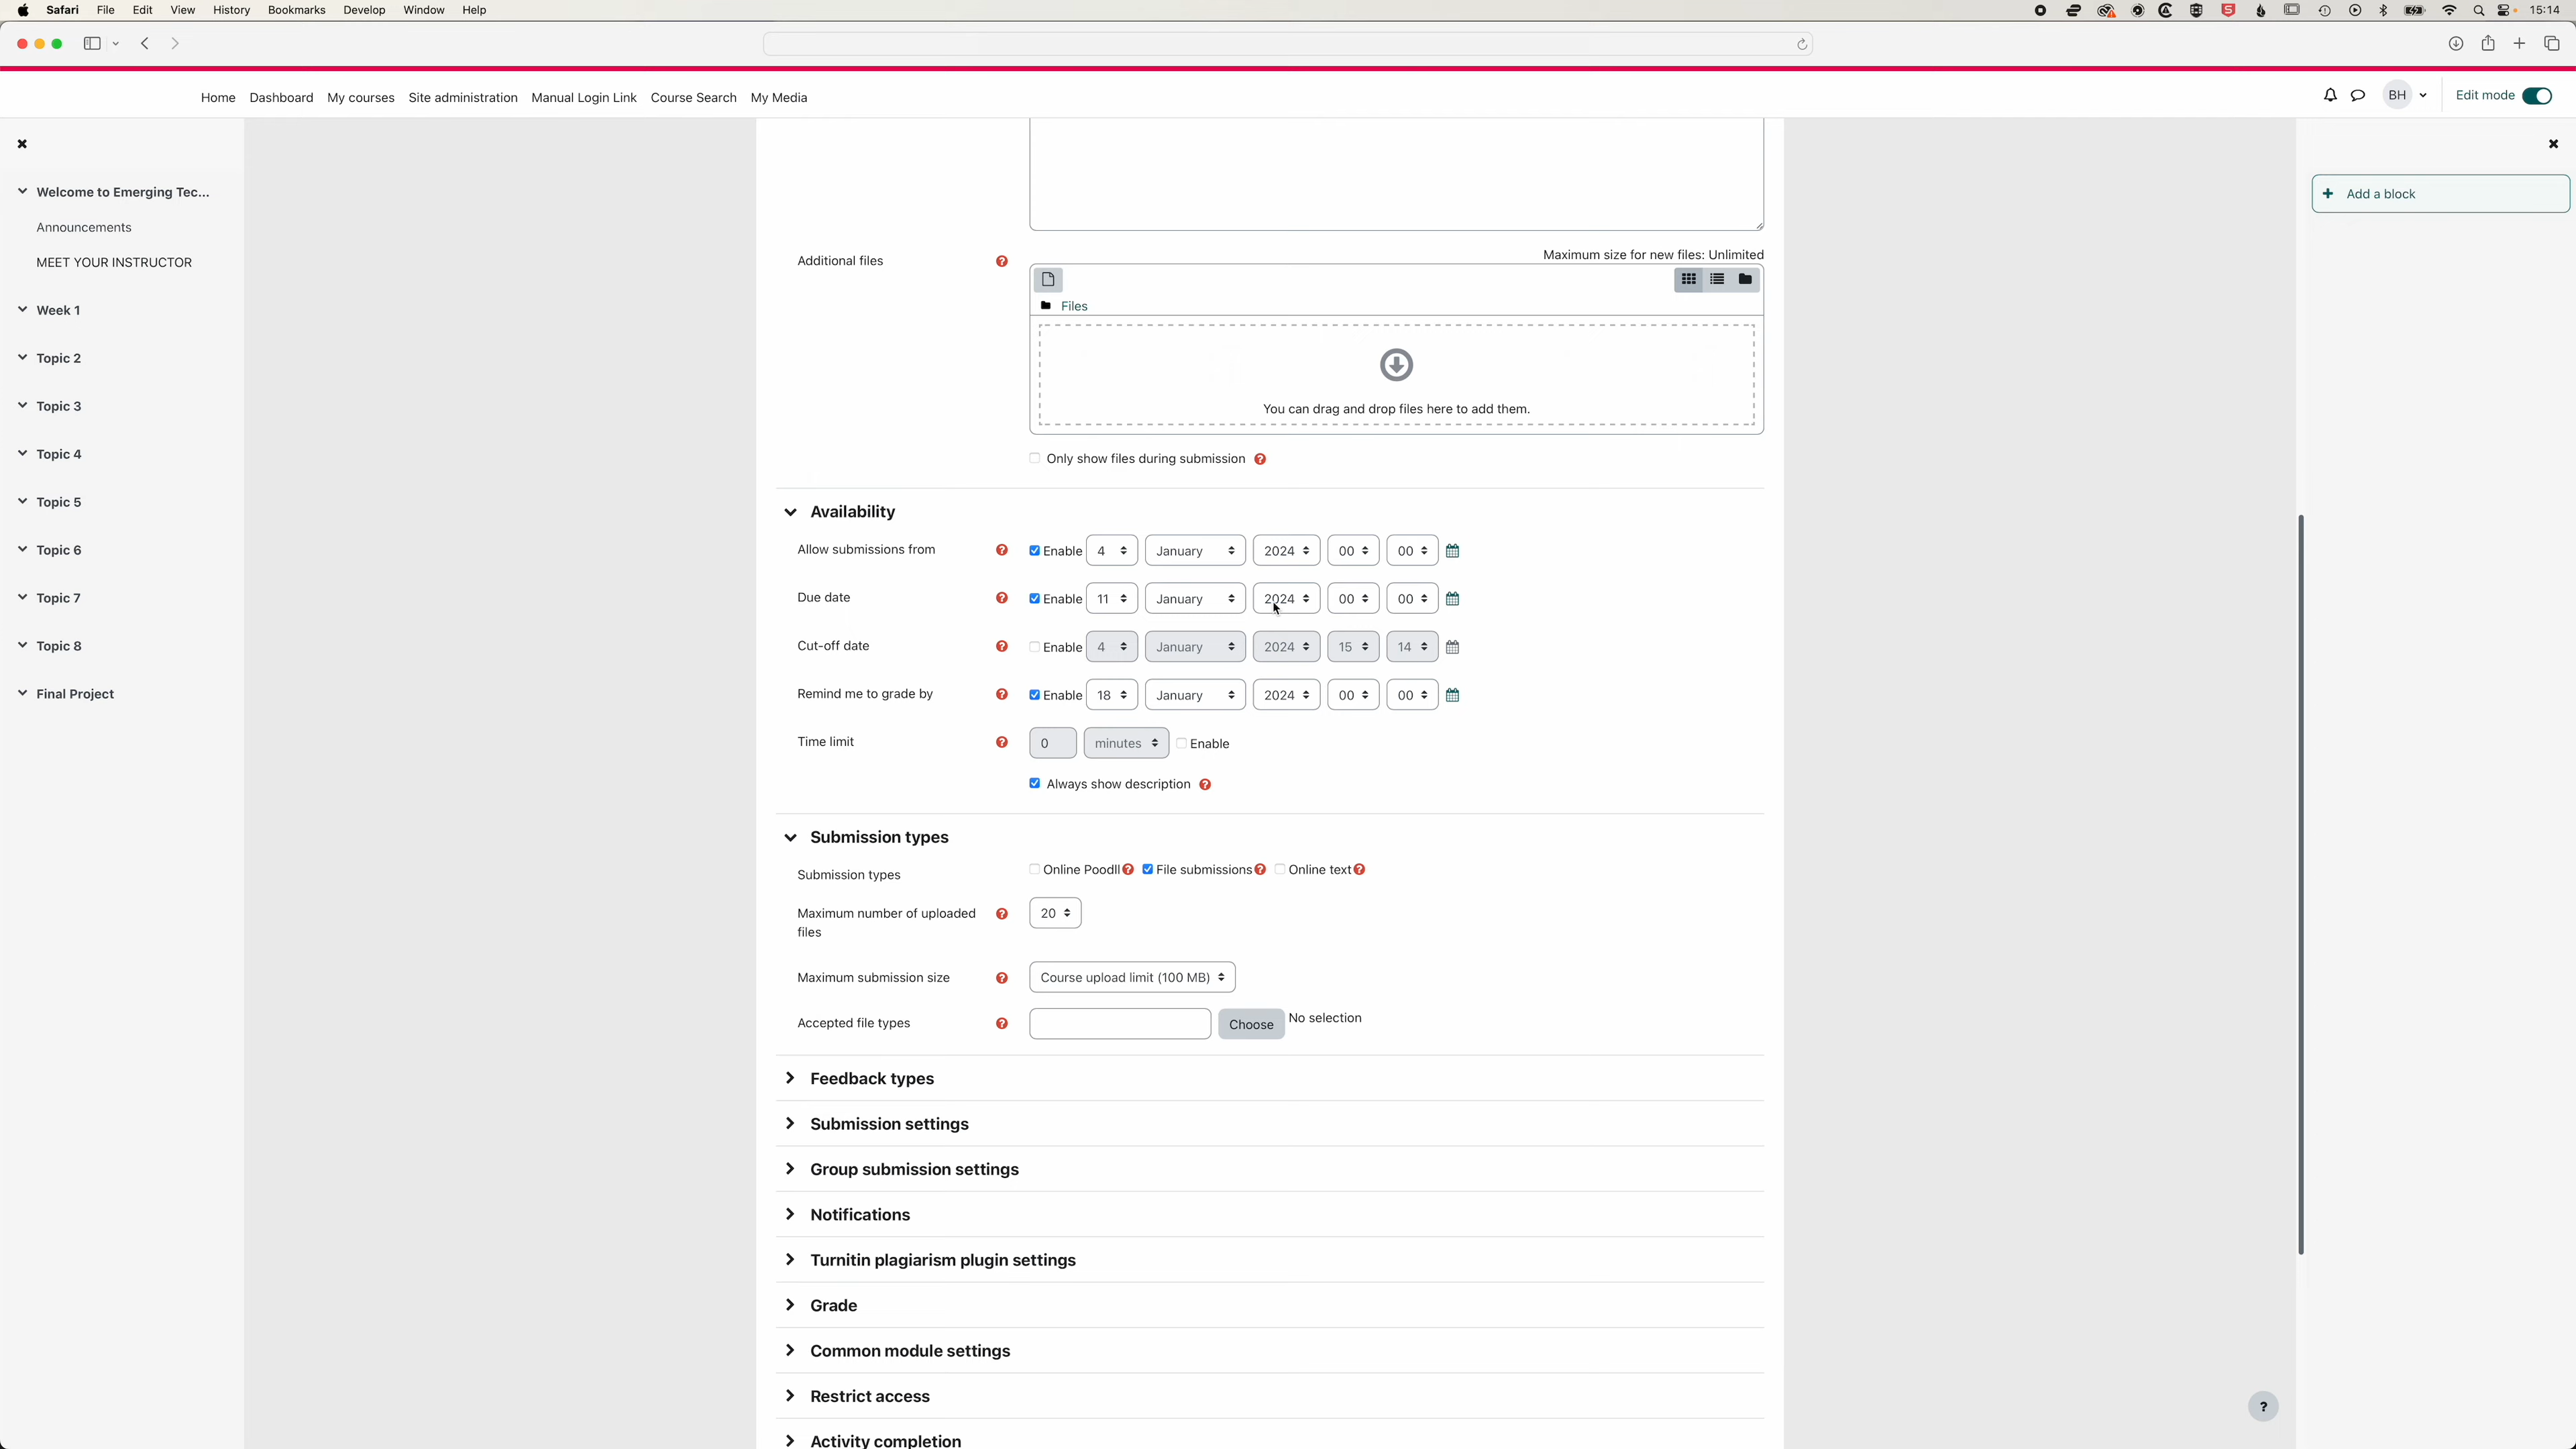 Safari File Edit View History Bookmarks Develop Window Help 15:14
Home Dashboard My courses Site administration Manual Login Link Course Search My Media BH Edit mode
Welcome to Emerging Tec...
Announcements
MEET YOUR INSTRUCTOR
Week 1
Topic 2
Topic 3
Topic 4
Topic 5
Topic 6
Topic 7
Topic 8
Final Project
Additional files ? Maximum size for new files: Unlimited
Files
You can drag and drop files here to add them.
Only show files during submission ?
Availability
Allow submissions from ? Enable 4 January 2024 00 00
Due date ? Enable 11 January 2024 00 00
Cut-off date ? Enable 4 January 2024 15 14
Remind me to grade by ? Enable 18 January 2024 00 00
Time limit ? 0 minutes Enable
Always show description ?
Submission types
Submission types Online Poodll ? File submissions ? Online text ?
Maximum number of uploaded ? 20
files
Maximum submission size ? Course upload limit (100 MB)
Accepted file types ? Choose No selection
Feedback types
Submission settings
Group submission settings
Notifications
Turnitin plagiarism plugin settings
Grade
Common module settings
Restrict access
Activity completion
+ Add a block
?